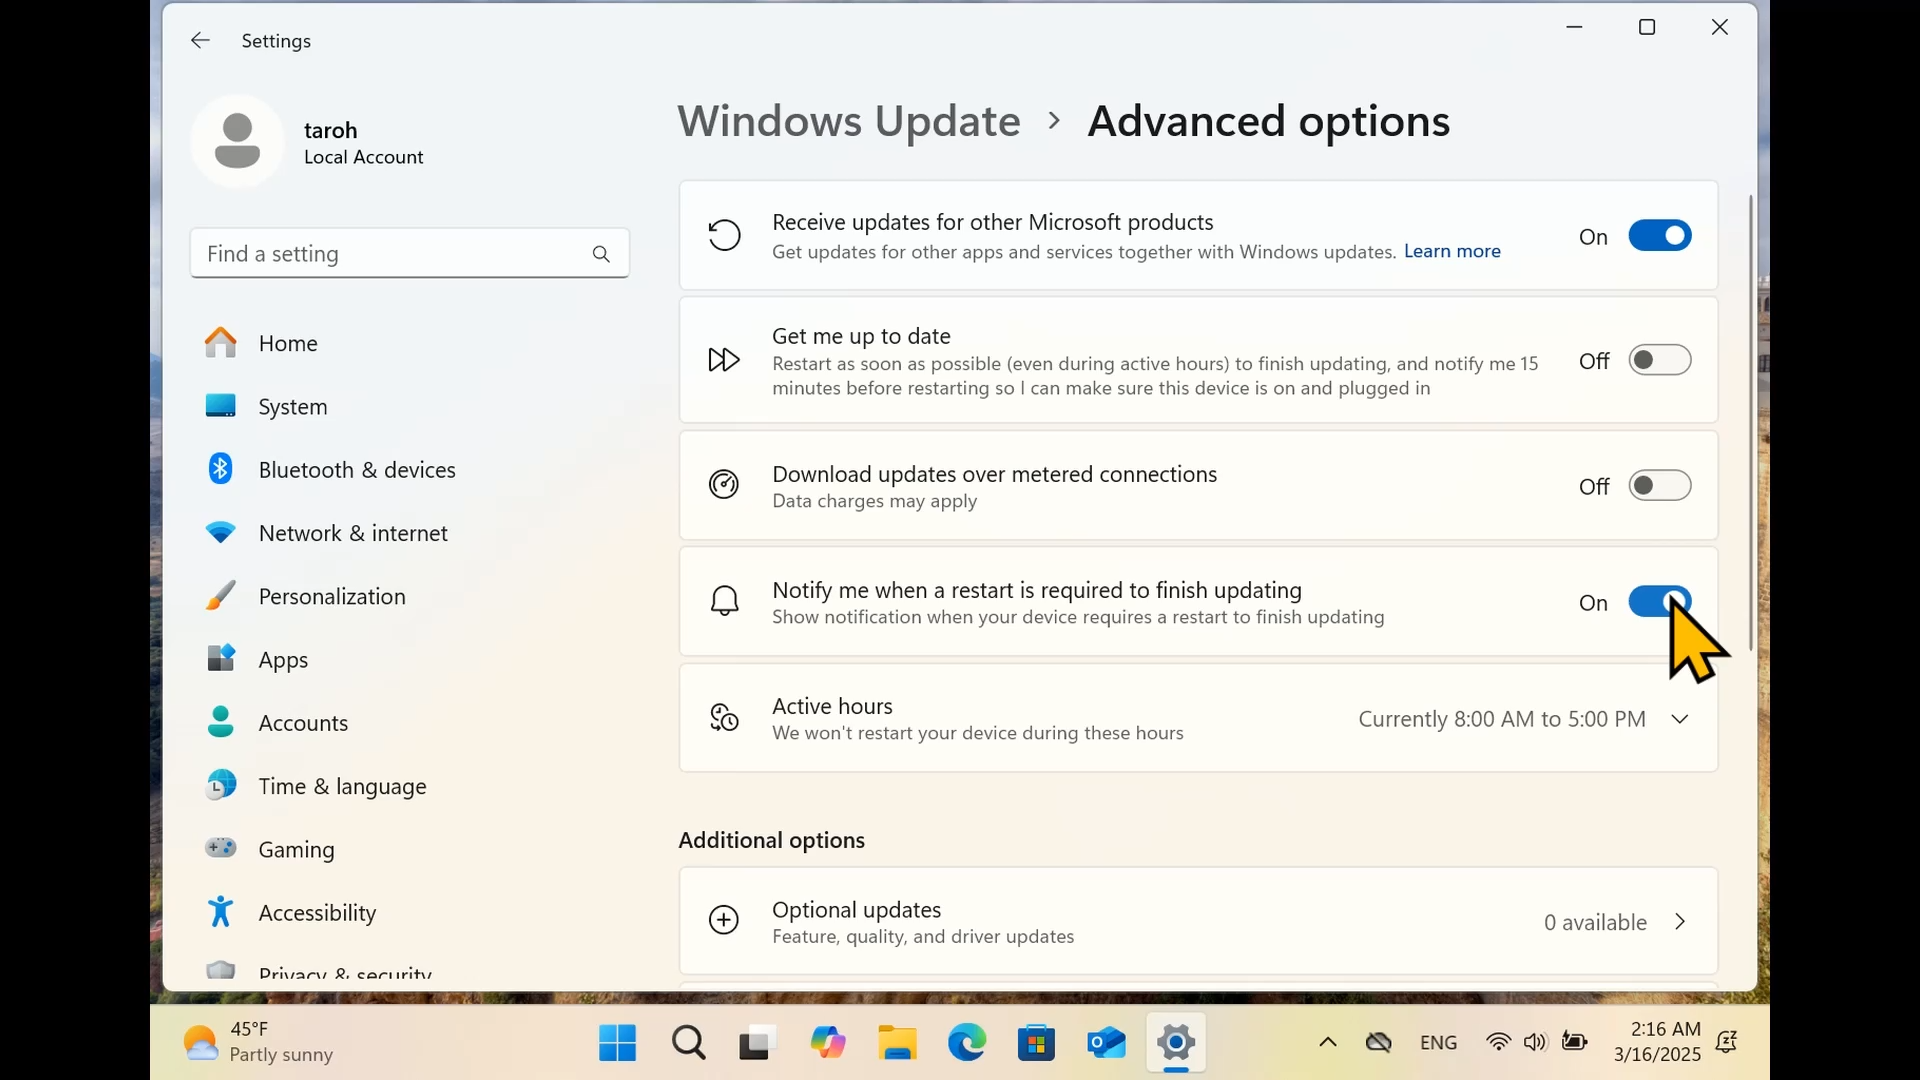 Settings
taroh
Local Account
Find a setting
Home
System
Bluetooth & devices
Network & internet
Personalization
Apps
Accounts
Time & language
Gaming
Accessibility
Privacy & security
Windows Update > Advanced options
Receive updates for other Microsoft products
Get updates for other apps and services together with Windows updates. Learn more
On
Get me up to date
Restart as soon as possible (even during active hours) to finish updating, and notify me 15
minutes before restarting so I can make sure this device is on and plugged in
Off
Download updates over metered connections
Data charges may apply
Off
Notify me when a restart is required to finish updating
Show notification when your device requires a restart to finish updating
On
Active hours
We won't restart your device during these hours
Currently 8:00 AM to 5:00 PM
Additional options
Optional updates
Feature, quality, and driver updates
0 available
45°F
Partly sunny
ENG
2:16 AM
3/16/2025